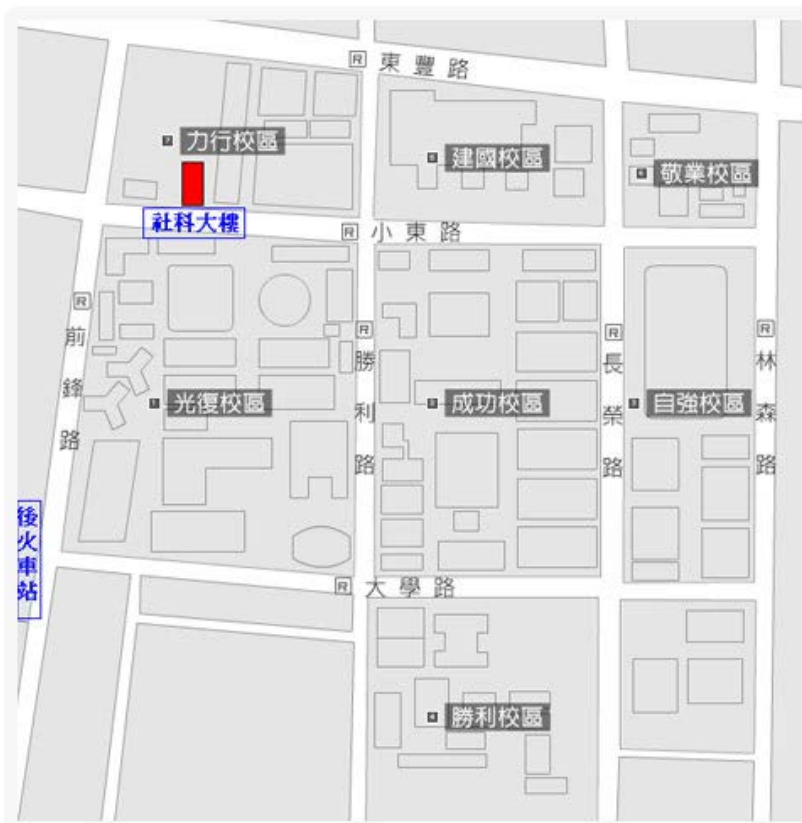 東豐路
力行校區
建國校區
敬業校區
社科大樓
小東路
前鋒路
勝利路
長榮路
林森路
光復校區
成功校區
自強校區
後火車站
大學路
勝利校區